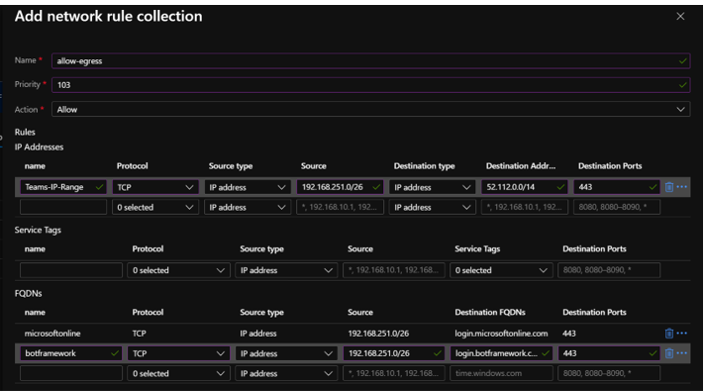 Add network rule collection
Name * allow-egress
Priority * 103
Action * Allow
Rules
IP Addresses
name Protocol Source type Source Destination type Destination Addr... Destination Ports
Teams-IP-Range TCP IP address 192.168.251.0/26 IP address 52.112.0.0/14 443
0 selected IP address *, 192.168.10.1, 192... IP address *, 192.168.10.1, 192... 8080, 8080-8090, *
Service Tags
name Protocol Source type Source Service Tags Destination Ports
0 selected IP address *, 192.168.10.1, 192.168... 0 selected 8080, 8080-8090, *
FQDNs
name Protocol Source type Source Destination FQDNs Destination Ports
microsoftonline TCP IP address 192.168.251.0/26 login.microsoftonline.com 443
botframework TCP IP address 192.168.251.0/26 login.botframework.c... 443
0 selected IP address *, 192.168.10.1, 192.168... time.windows.com 8080, 8080-8090, *